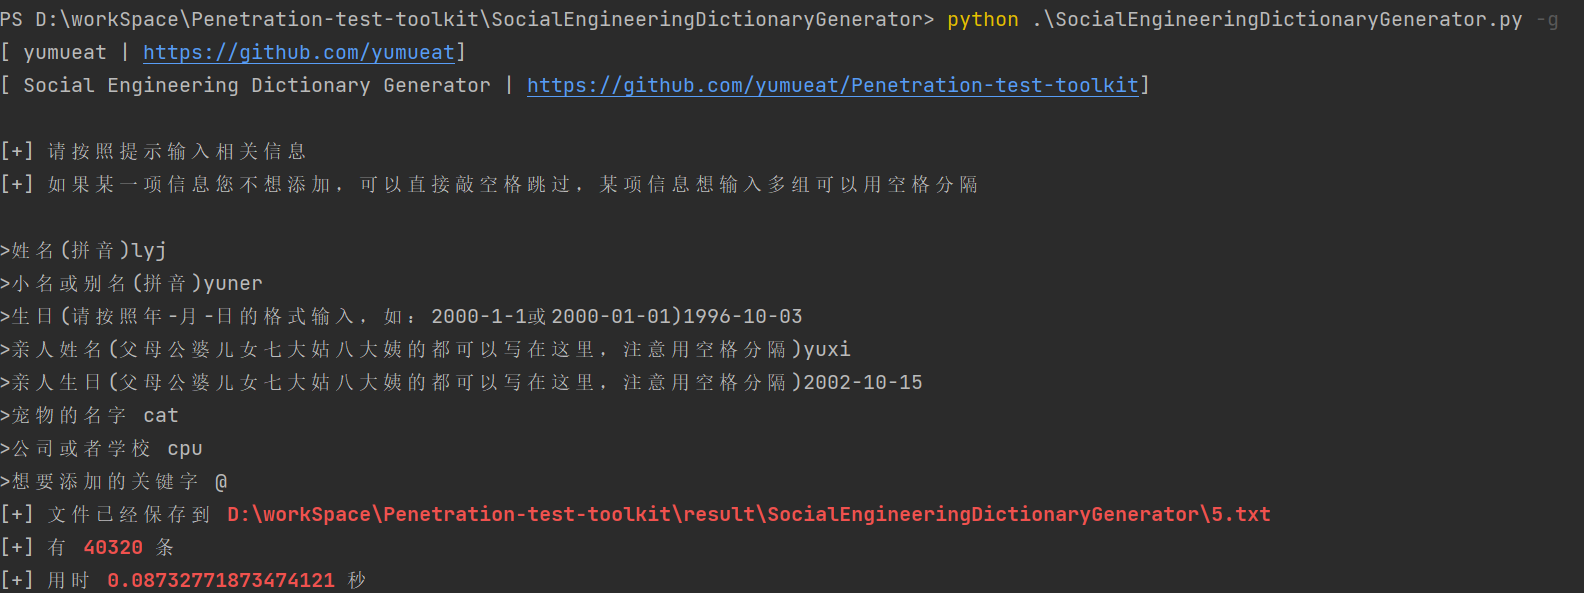 PS D:\workSpace\Penetration-test-toolkit\SocialEngineeringDictionaryGenerator> python .\SocialEngineeringDictionaryGenerator.py -g
[ yumueat | https://github.com/yumueat]
[ Social Engineering Dictionary Generator | https://github.com/yumueat/Penetration-test-toolkit]
[+] 请按照提示输入相关信息
[+] 如果某一项信息您不想添加，可以直接敲空格跳过，某项信息想输入多组可以用空格分隔
>姓名(拼音)lyj
>小名或别名(拼音)yuner
>生日(请按照年-月-日的格式输入，如：2000-1-1或2000-01-01)1996-10-03
>亲人姓名(父母公婆儿女七大姑八大姨的都可以写在这里，注意用空格分隔)yuxi
>亲人生日(父母公婆儿女七大姑八大姨的都可以写在这里，注意用空格分隔)2002-10-15
>宠物的名字 cat
>公司或者学校 cpu
>想要添加的关键字 @
[+] 文件已经保存到 D:\workSpace\Penetration-test-toolkit\result\SocialEngineeringDictionaryGenerator\5.txt
[+] 有 40320 条
[+] 用时 0.08732771873474121 秒